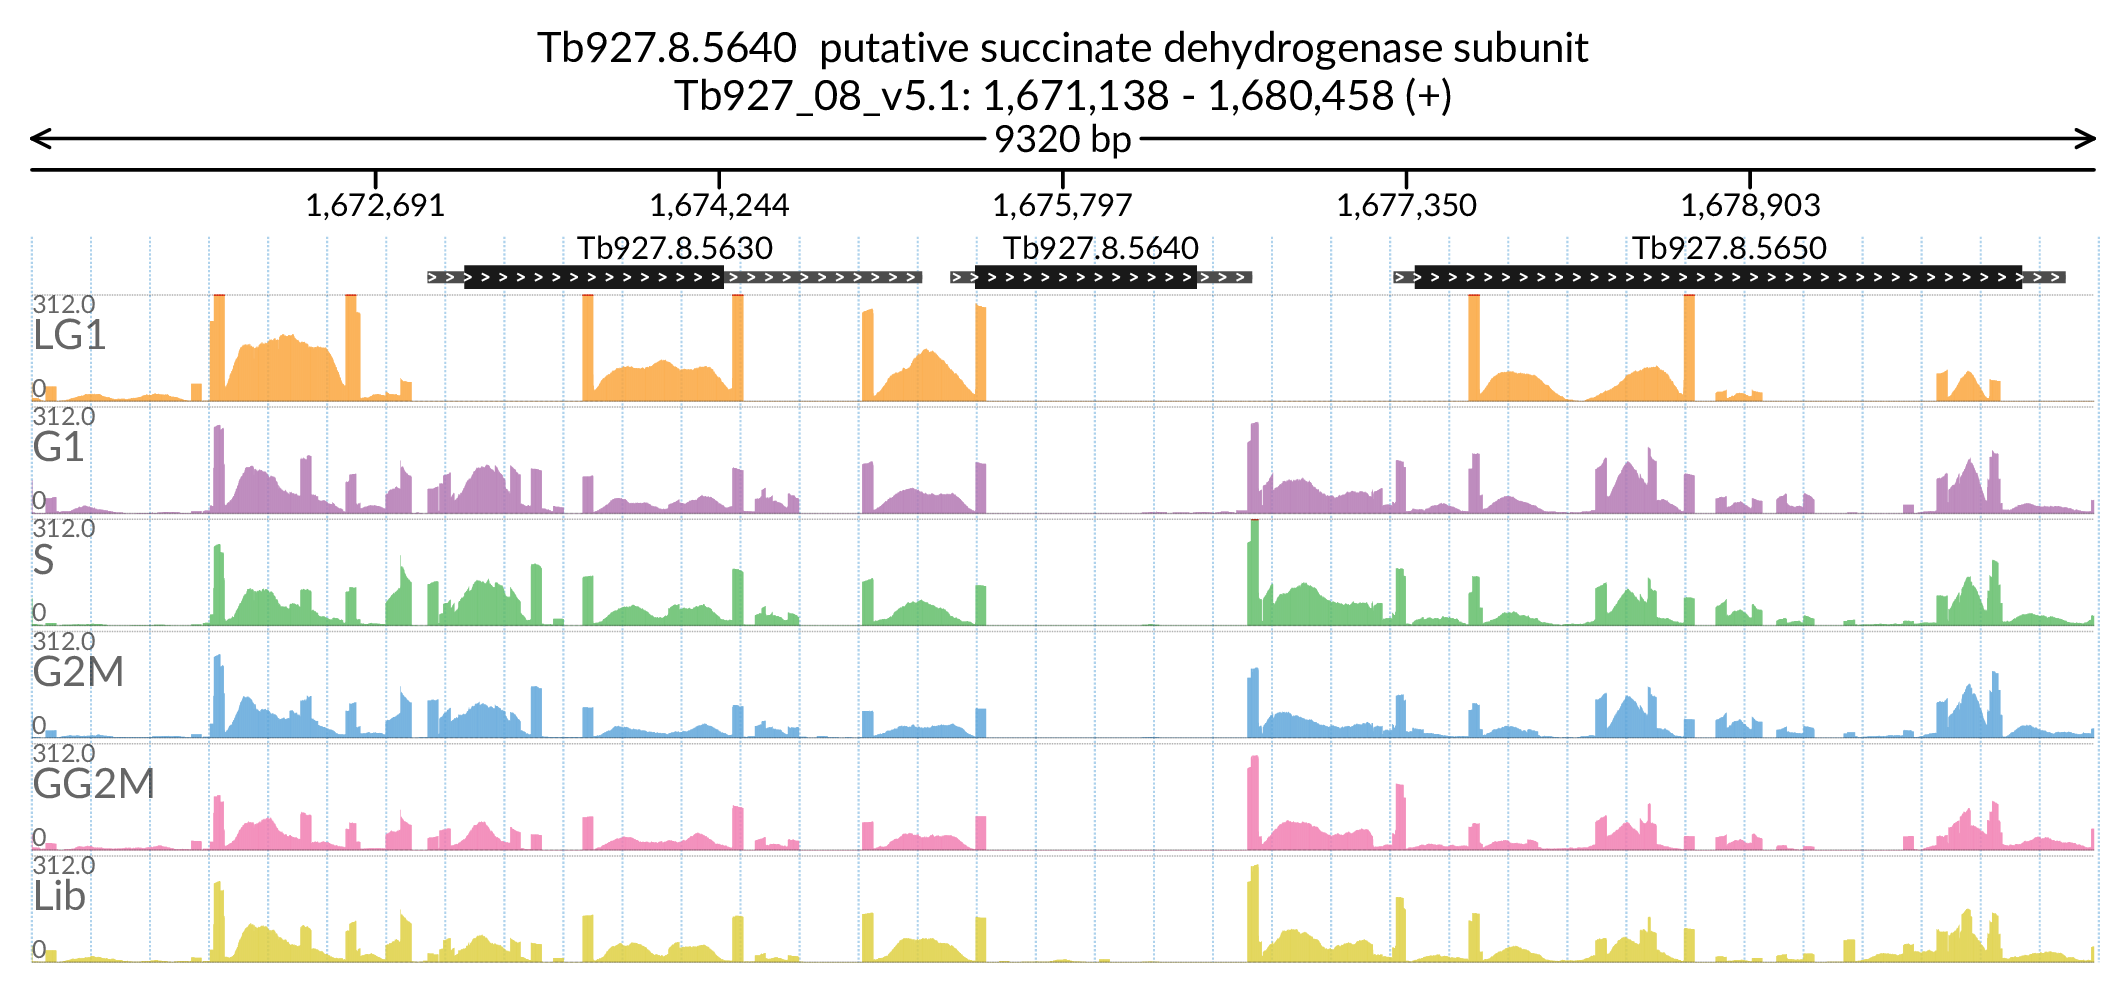 Tb927.8.5640  putative succinate dehydrogenase subunit
Tb927_08_v5.1: 1,671,138 - 1,680,458 (+)
9320 bp
1,672,691 1,674,244 1,675,797 1,677,350 1,678,903
Tb927.8.5630 Tb927.8.5640 Tb927.8.5650
312.0
LG1
0
312.0
G1
0
312.0
S
0
312.0
G2M
0
312.0
GG2M
0
312.0
Lib
0